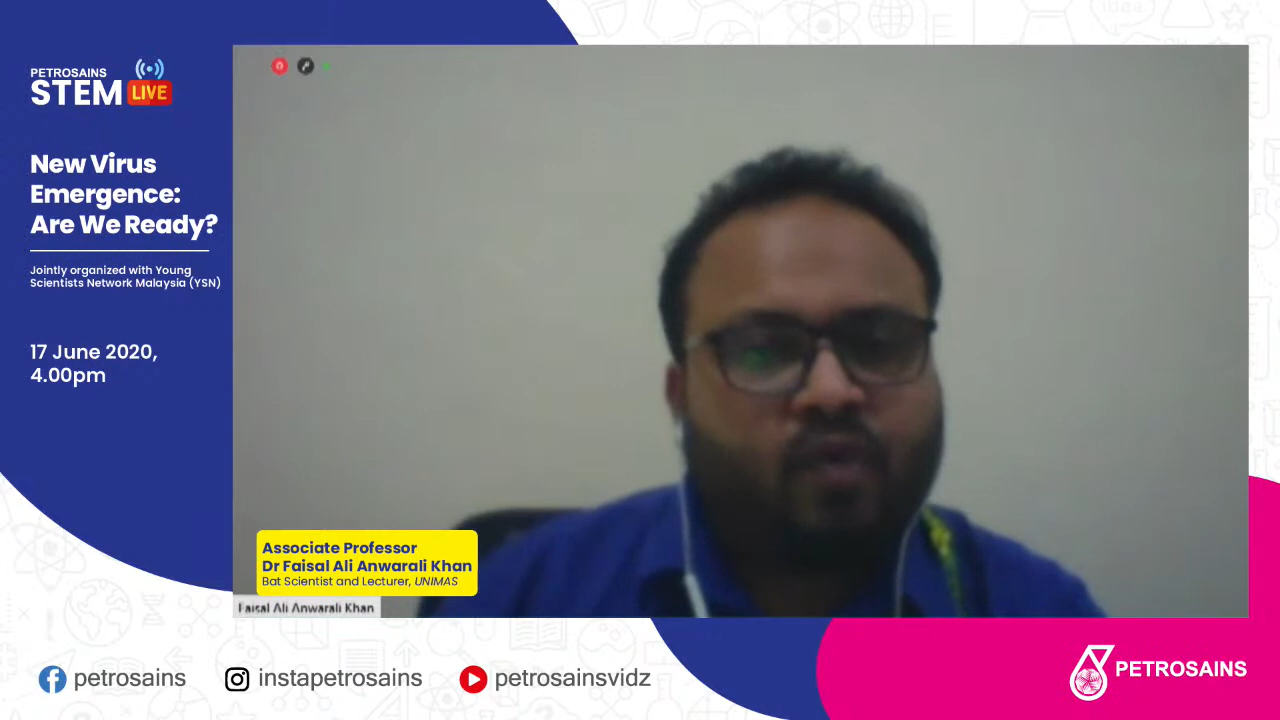 PETROSAINS
STEM LIVE
New Virus
Emergence:
Are We Ready?
Jointly organized with Young
Scientists Network Malaysia (YSN)
17 June 2020,
4.00pm
Associate Professor
Dr Faisal Ali Anwarali Khan
Bat Scientist and Lecturer, UNIMAS
Faisal Ali Anwarali Khan
petrosains
instapetrosains
petrosainsvidz
PETROSAINS
idea